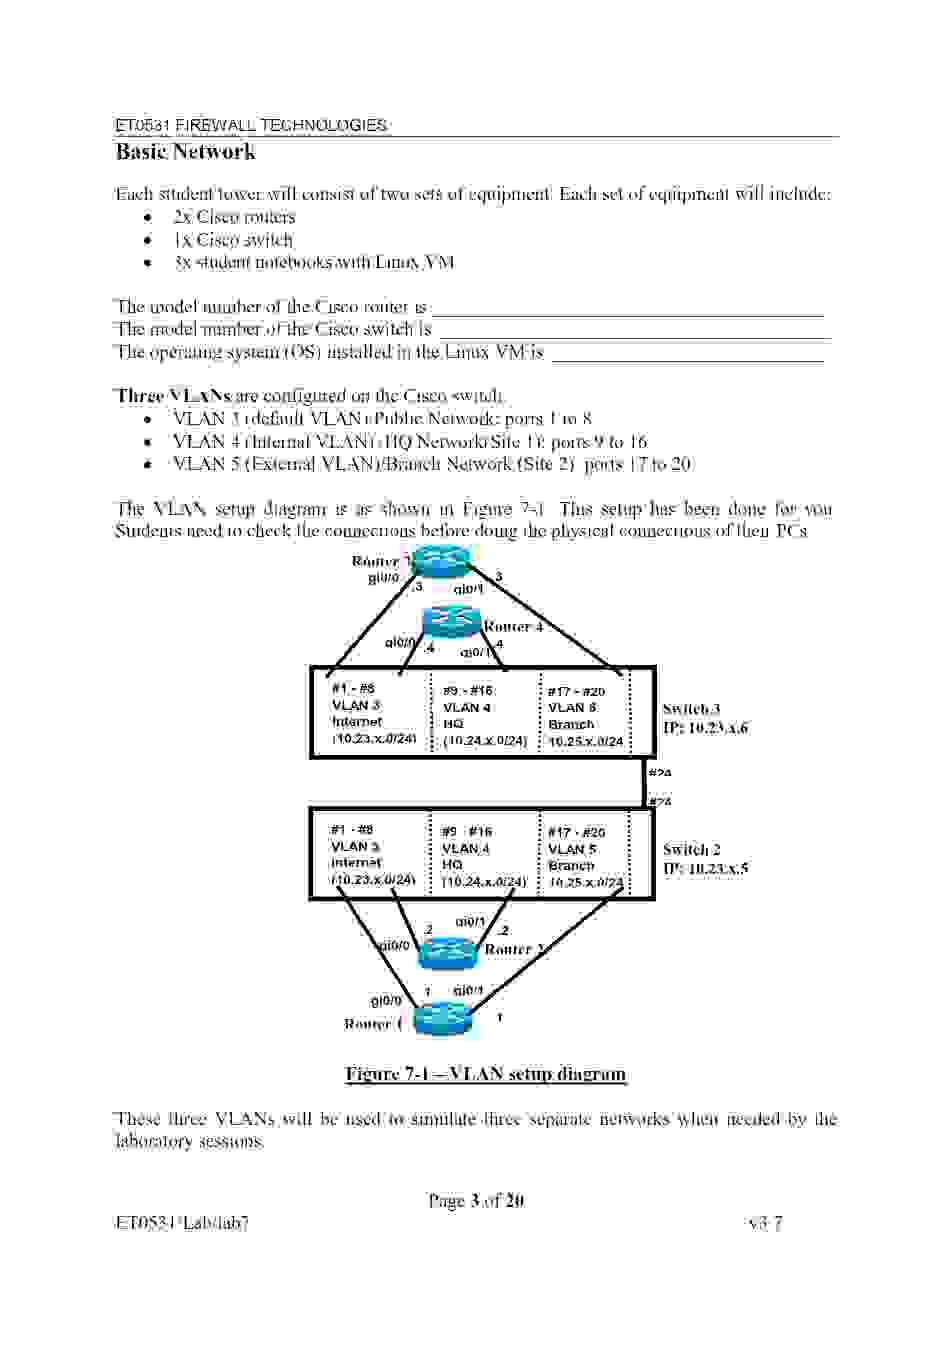 ET0531 FIREWALL TECHNOLOGIES
Basic Network
Each student tower will consist of two sets of equipment. Each set of equipment will include:
• 2x Cisco routers
• 1x Cisco switch
• 3x student notebooks with Linux VM
The model number of the Cisco router is
The model number of the Cisco switch is
The operating system (OS) installed in the Linux VM is
Three VLANs are configured on the Cisco switch.
• VLAN 3 (default VLAN)/Public Network: ports 1 to 8
• VLAN 4 (Internal VLAN)/HQ Network(Site 1): ports 9 to 16
• VLAN 5 (External VLAN)/Branch Network (Site 2): ports 17 to 20
The VLAN setup diagram is as shown in Figure 7-1. This setup has been done for you.
Students need to check the connections before doing the physical connections of their PCs.
Router 3
gi0/0
.3
gi0/1
.3
Router 4
gi0/0
.4
gi0/1
.4
#1 - #8
VLAN 3
Internet
(10.23.x.0/24)
#9 - #16
VLAN 4
HQ
(10.24.x.0/24)
#17 - #20
VLAN 5
Branch
10.25.x.0/24
Switch 3
IP: 10.23.x.6
#24
#24
#1 - #8
VLAN 3
Internet
(10.23.x.0/24)
#9 - #16
VLAN 4
HQ
(10.24.x.0/24)
#17 - #20
VLAN 5
Branch
10.25.x.0/24
Switch 2
IP: 10.23.x.5
gi0/0
.2
gi0/1
.2
Router 2
gi0/0
.1
gi0/1
.1
Router 1
Figure 7-1 – VLAN setup diagram
These three VLANs will be used to simulate three separate networks when needed by the
laboratory sessions.
Page 3 of 20
ET0531/Lab/lab7
v3.7